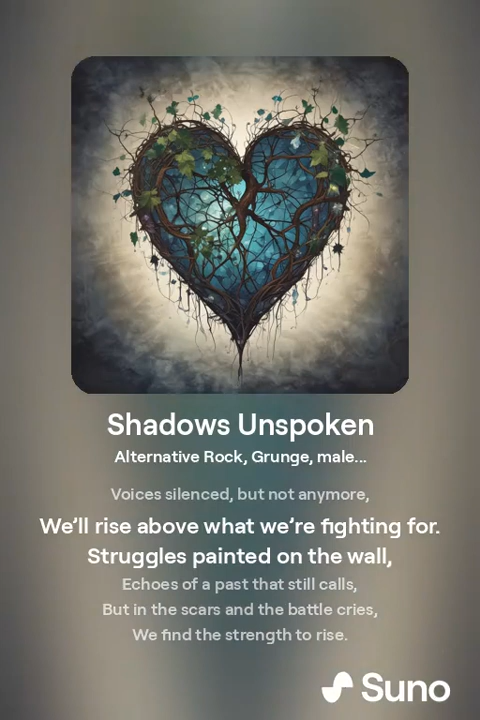 Shadows Unspoken
Alternative Rock, Grunge, male...
Voices silenced, but not anymore,
We’ll rise above what we’re fighting for.
Struggles painted on the wall,
Echoes of a past that still calls,
But in the scars and the battle cries,
We find the strength to rise.
Suno